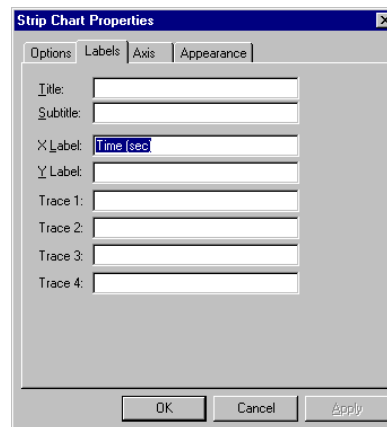 Strip Chart Properties
Options Labels Axis Appearance
Title:
Subtitle:
X Label: Time (sec)
Y Label:
Trace 1:
Trace 2:
Trace 3:
Trace 4:
OK Cancel Apply